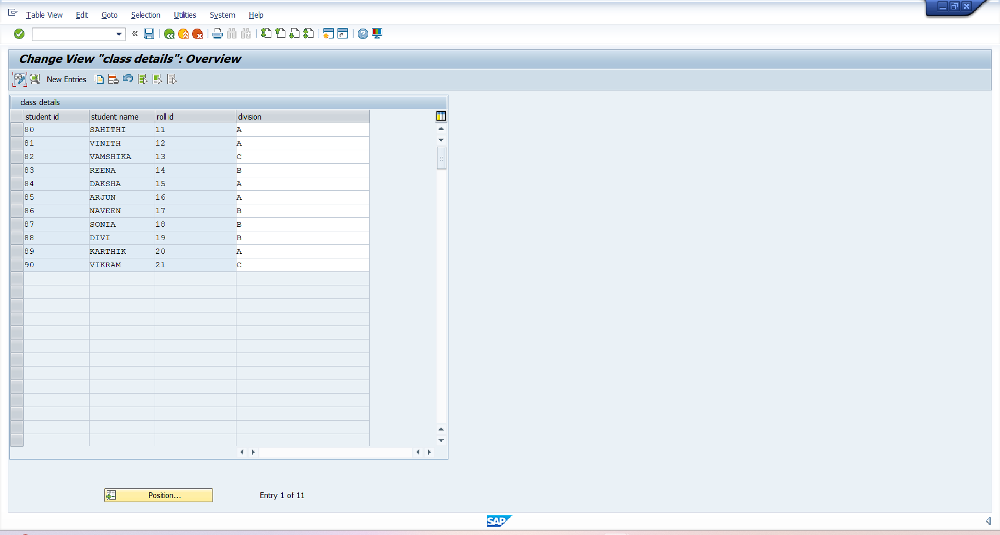 Table View Edit Goto Selection Utilities System Help
Change View "class details": Overview
New Entries
class details
student id student name roll id division
80 SAHITHI 11 A
81 VINITH 12 A
82 VAMSHIKA 13 C
83 REENA 14 B
84 DAKSHA 15 A
85 ARJUN 16 A
86 NAVEEN 17 B
87 SONIA 18 B
88 DIVI 19 B
89 KARTHIK 20 A
90 VIKRAM 21 C
Position... Entry 1 of 11
SAP